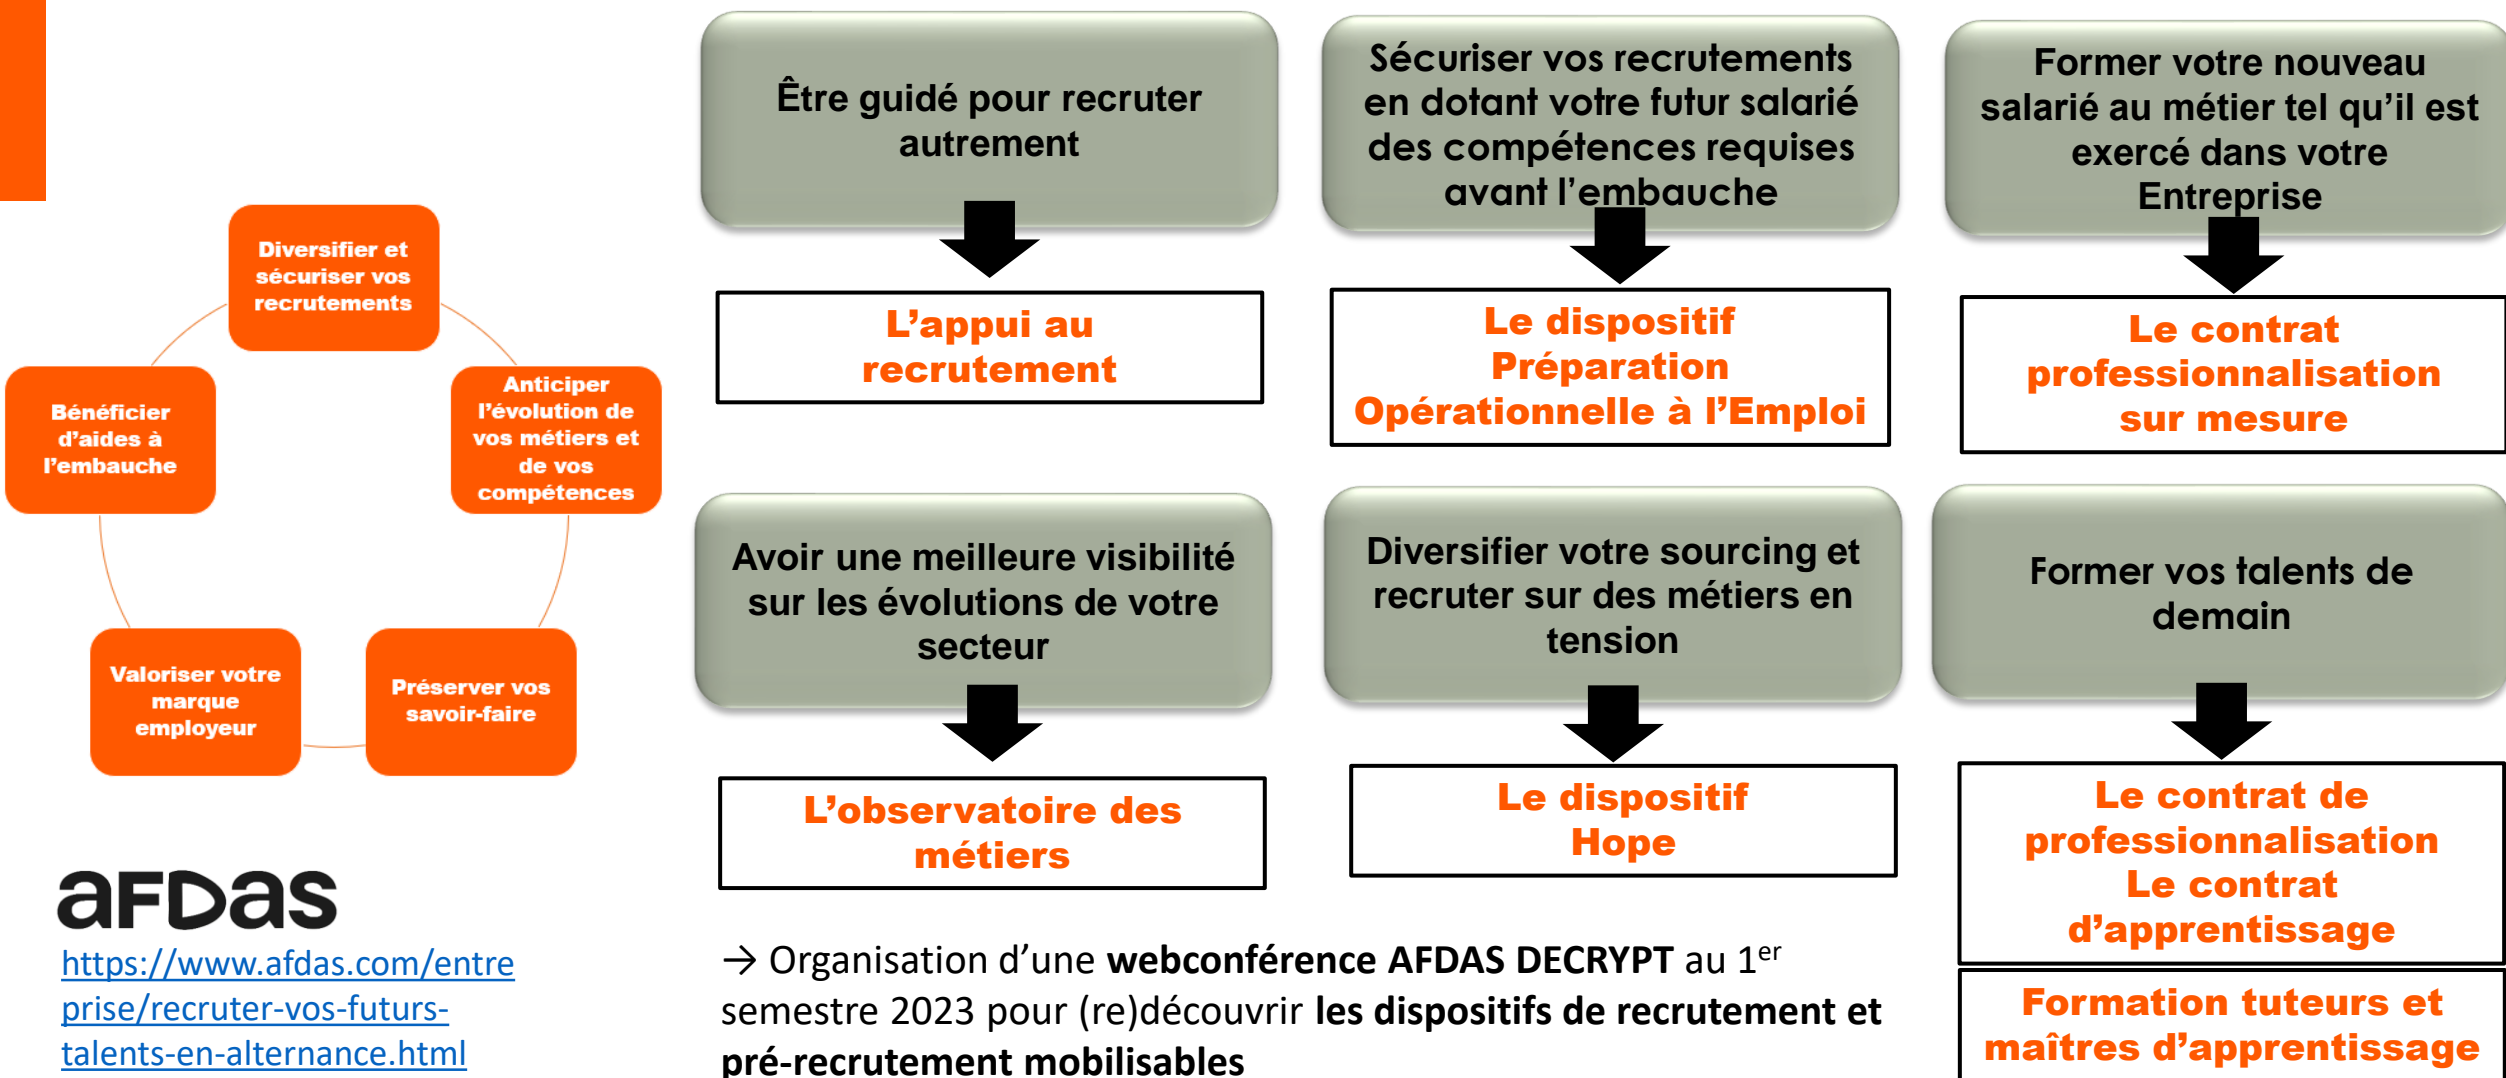 Diversifier et
sécuriser vos
recrutements
Anticiper
l'évolution de
vos métiers et
de vos
compétences
Préserver vos
savoir-faire
Valoriser votre
marque
employeur
Bénéficier
d'aides à
l'embauche
aFDas
https://www.afdas.com/entre
prise/recruter-vos-futurs-
talents-en-alternance.html
Être guidé pour recruter
autrement
L'appui au
recrutement
Sécuriser vos recrutements
en dotant votre futur salarié
des compétences requises
avant l'embauche
Le dispositif
Préparation
Opérationnelle à l'Emploi
Former votre nouveau
salarié au métier tel qu'il est
exercé dans votre
Entreprise
Le contrat
professionnalisation
sur mesure
Avoir une meilleure visibilité
sur les évolutions de votre
secteur
L'observatoire des
métiers
Diversifier votre sourcing et
recruter sur des métiers en
tension
Le dispositif
Hope
Former vos talents de
demain
Le contrat de
professionnalisation
Le contrat
d'apprentissage
Formation tuteurs et
maîtres d'apprentissage
→ Organisation d'une webconférence AFDAS DECRYPT au 1er
semestre 2023 pour (re)découvrir les dispositifs de recrutement et
pré-recrutement mobilisables